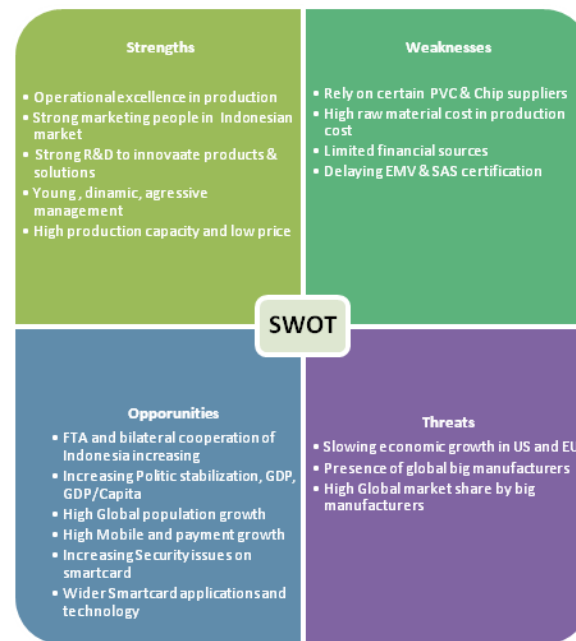 Strengths
• Operational excellence in production
• Strong marketing people in Indonesian
market
• Strong R&D to innovaate products &
solutions
• Young, dinamic, agressive
management
• High production capacity and low price
Weaknesses
• Rely on certain PVC & Chip suppliers
• High raw material cost in production
cost
• Limited financial sources
• Delaying EMV & SAS certification
SWOT
Opporunities
• FTA and bilateral cooperation of
Indonesia increasing
• Increasing Politic stabilization, GDP,
GDP/Capita
• High Global population growth
• High Mobile and payment growth
• Increasing Security issues on
smartcard
• Wider Smartcard applications and
technology
Threats
• Slowing economic growth in US and EU
• Presence of global big manufacturers
• High Global market share by big
manufacturers